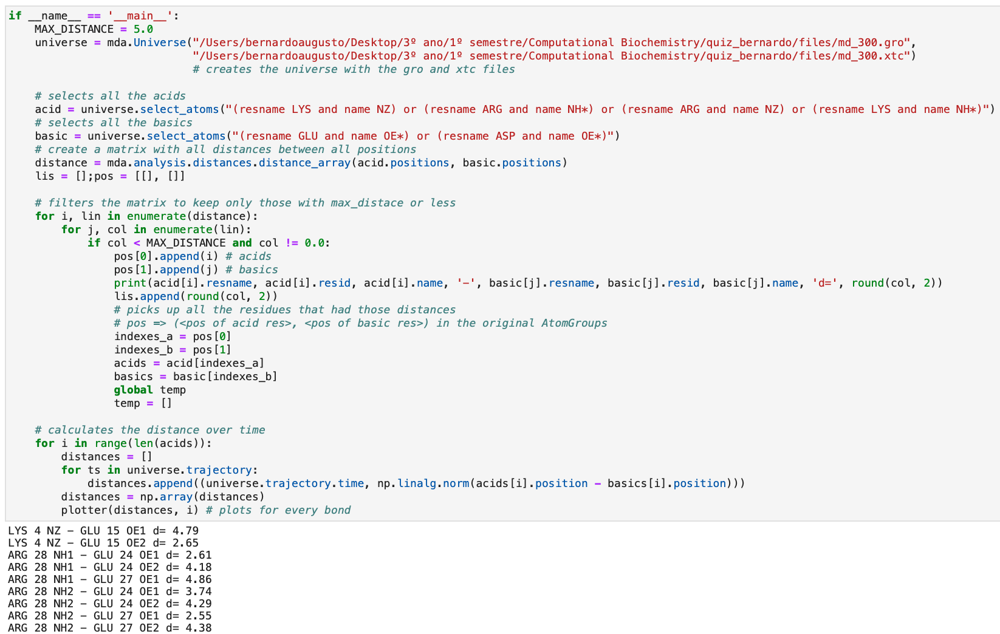 if __name__ == '__main__':
    MAX_DISTANCE = 5.0
    universe = mda.Universe("/Users/bernardoaugusto/Desktop/3º ano/1º semestre/Computational Biochemistry/quiz_bernardo/files/md_300.gro",
                            "/Users/bernardoaugusto/Desktop/3º ano/1º semestre/Computational Biochemistry/quiz_bernardo/files/md_300.xtc")
                            # creates the universe with the gro and xtc files

    # selects all the acids
    acid = universe.select_atoms("(resname LYS and name NZ) or (resname ARG and name NH*) or (resname ARG and name NZ) or (resname LYS and name NH*)")
    # selects all the basics
    basic = universe.select_atoms("(resname GLU and name OE*) or (resname ASP and name OE*)")
    # create a matrix with all distances between all positions
    distance = mda.analysis.distances.distance_array(acid.positions, basic.positions)
    lis = [];pos = [[], []]

    # filters the matrix to keep only those with max_distace or less
    for i, lin in enumerate(distance):
        for j, col in enumerate(lin):
            if col < MAX_DISTANCE and col != 0.0:
                pos[0].append(i) # acids
                pos[1].append(j) # basics
                print(acid[i].resname, acid[i].resid, acid[i].name, '-', basic[j].resname, basic[j].resid, basic[j].name, 'd=', round(col, 2))
                lis.append(round(col, 2))
                # picks up all the residues that had those distances
                # pos => (<pos of acid res>, <pos of basic res>) in the original AtomGroups
                indexes_a = pos[0]
                indexes_b = pos[1]
                acids = acid[indexes_a]
                basics = basic[indexes_b]
                global temp
                temp = []

    # calculates the distance over time
    for i in range(len(acids)):
        distances = []
        for ts in universe.trajectory:
            distances.append((universe.trajectory.time, np.linalg.norm(acids[i].position - basics[i].position)))
        distances = np.array(distances)
        plotter(distances, i) # plots for every bond
LYS 4 NZ - GLU 15 OE1 d= 4.79
LYS 4 NZ - GLU 15 OE2 d= 2.65
ARG 28 NH1 - GLU 24 OE1 d= 2.61
ARG 28 NH1 - GLU 24 OE2 d= 4.18
ARG 28 NH1 - GLU 27 OE1 d= 4.86
ARG 28 NH2 - GLU 24 OE1 d= 3.74
ARG 28 NH2 - GLU 24 OE2 d= 4.29
ARG 28 NH2 - GLU 27 OE1 d= 2.55
ARG 28 NH2 - GLU 27 OE2 d= 4.38